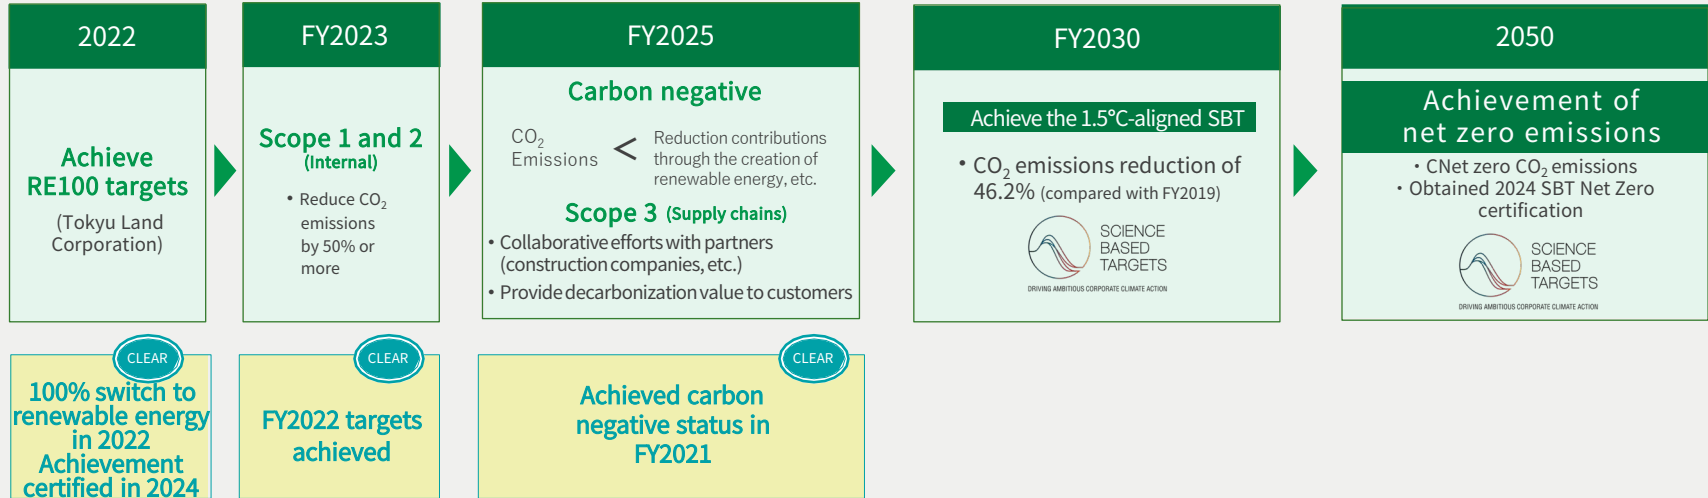 2022
Achieve
RE100 targets
(Tokyu Land
Corporation)
FY2023
Scope 1 and 2
(Internal)
• Reduce CO2
emissions
by 50% or
more
FY2025
Carbon negative
CO2
Emissions
<
Reduction contributions
through the creation of
renewable energy, etc.
Scope 3 (Supply chains)
• Collaborative efforts with partners
(construction companies, etc.)
• Provide decarbonization value to customers
FY2030
Achieve the 1.5°C-aligned SBT
• CO2 emissions reduction of
46.2% (compared with FY2019)
SCIENCE
BASED
TARGETS
DRIVING AMBITIOUS CORPORATE CLIMATE ACTION
2050
Achievement of
net zero emissions
• CNet zero CO2 emissions
• Obtained 2024 SBT Net Zero
certification
SCIENCE
BASED
TARGETS
DRIVING AMBITIOUS CORPORATE CLIMATE ACTION
CLEAR
100% switch to
renewable energy
in 2022
Achievement
certified in 2024
CLEAR
FY2022 targets
achieved
CLEAR
Achieved carbon
negative status in
FY2021